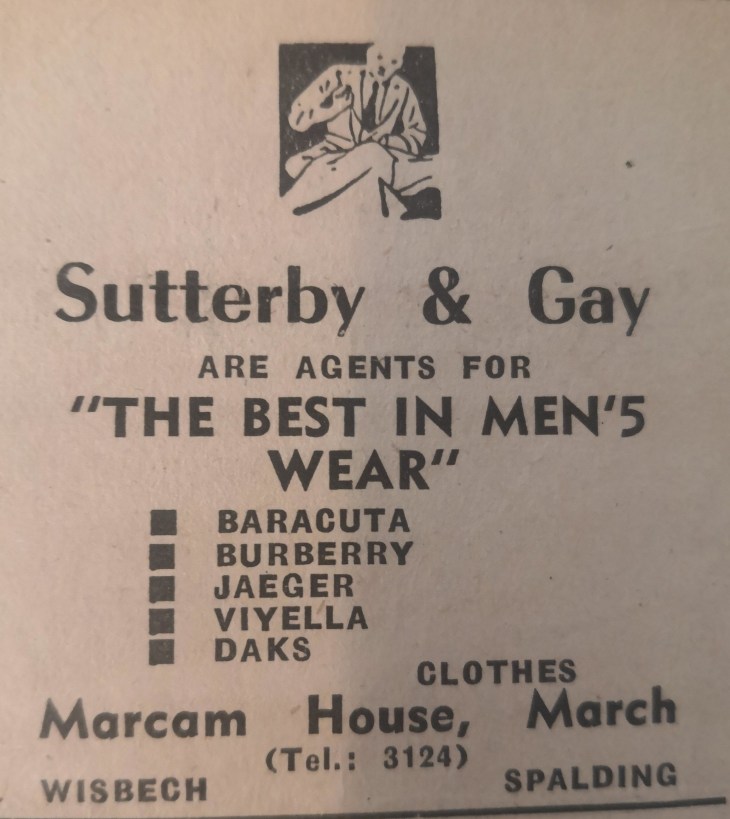 Sutterby & Gay
ARE AGENTS FOR
"THE BEST IN MEN'5
WEAR"
■ BARACUTA
■ BURBERRY
■ JAEGER
■ VIYELLA
■ DAKS
CLOTHES
Marcam House, March
(Tel.: 3124)
WISBECH SPALDING